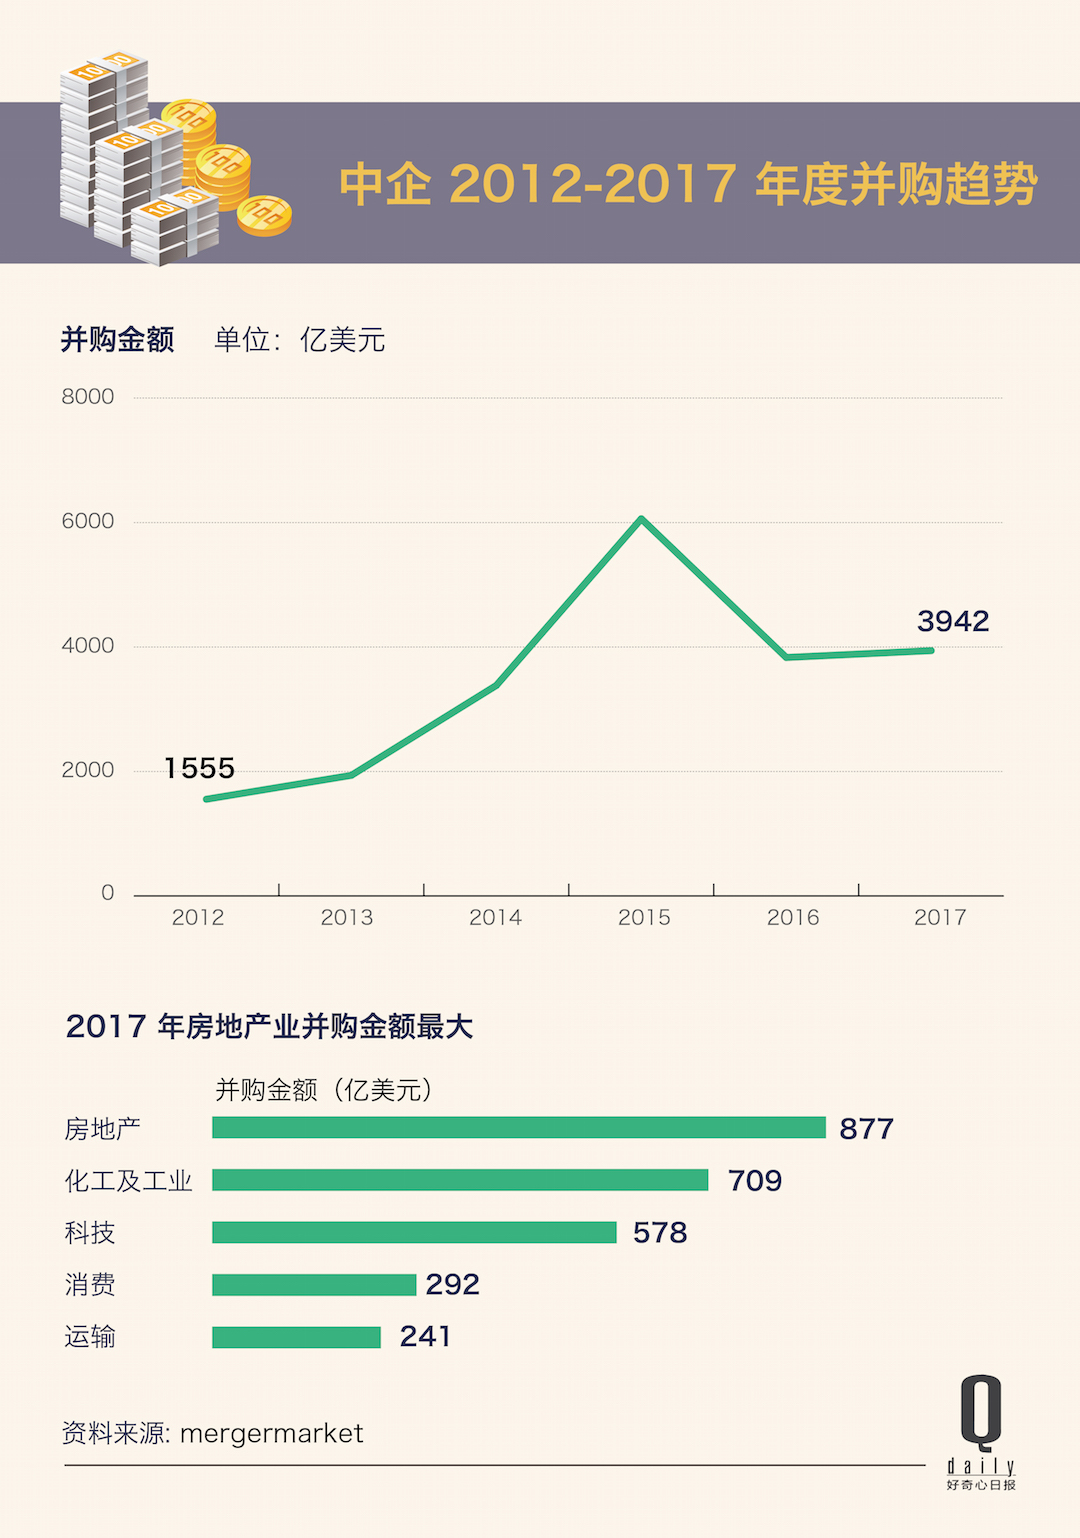 中企 2012-2017 年度并购趋势
并购金额 单位：亿美元
8000
6000
4000
2000
0
1555
3942
2012 2013 2014 2015 2016 2017
2017 年房地产业并购金额最大
并购金额（亿美元）
房地产 877
化工及工业 709
科技 578
消费 292
运输 241
资料来源: mergermarket
Q
daily
好奇心日报
100
100
100